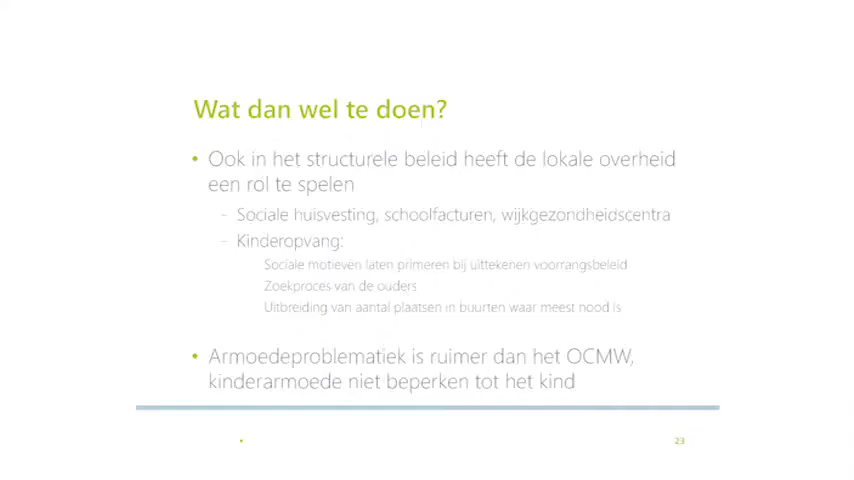 Wat dan wel te doen?
• Ook in het structurele beleid heeft de lokale overheid
een rol te spelen
- Sociale huisvesting, schoolfacturen, wijkgezondheidscentra
- Kinderopvang:
Sociale motieven laten primeren bij uittekenen voorrangsbeleid
Zoekproces van de ouders
Uitbreiding van aantal plaatsen in buurten waar meest nood is
• Armoedeproblematiek is ruimer dan het OCMW,
kinderarmoede niet beperken tot het kind
• 23